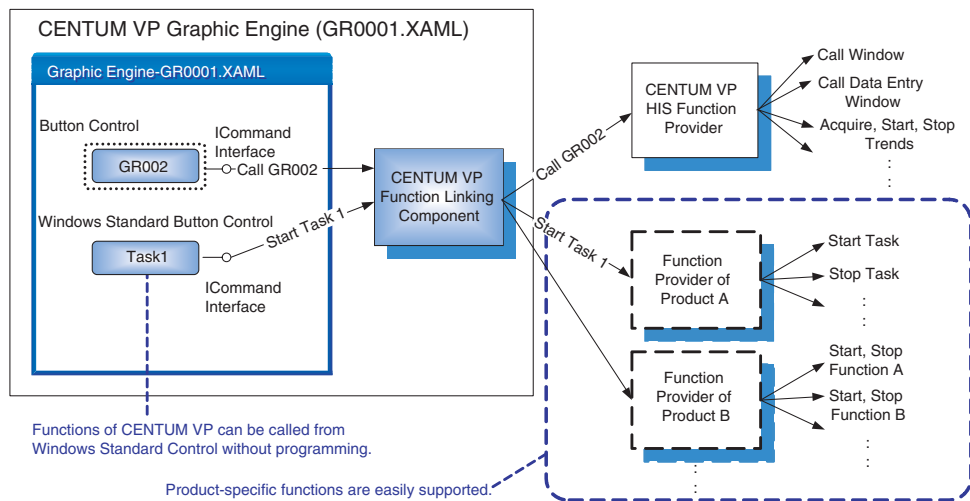 CENTUM VP Graphic Engine (GR0001.XAML)
Graphic Engine-GR0001.XAML
Button Control
GR002
ICommand
Interface
Call GR002
Windows Standard Button Control
Task1
Start Task 1
ICommand
Interface
CENTUM VP
Function Linking
Component
Call GR002
Start Task 1
CENTUM VP
HIS Function
Provider
Call Window
Call Data Entry
Window
Acquire, Start, Stop
Trends
Function
Provider of
Product A
Start Task
Stop Task
Function
Provider of
Product B
Start, Stop
Function A
Start, Stop
Function B
Functions of CENTUM VP can be called from
Windows Standard Control without programming.
Product-specific functions are easily supported.